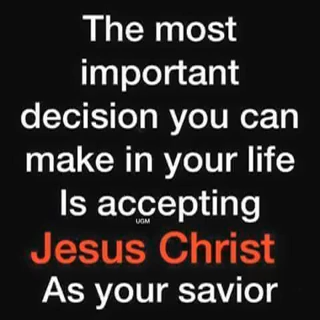 The most
important
decision you can
make in your life
Is accepting
UGM
Jesus Christ
As your savior